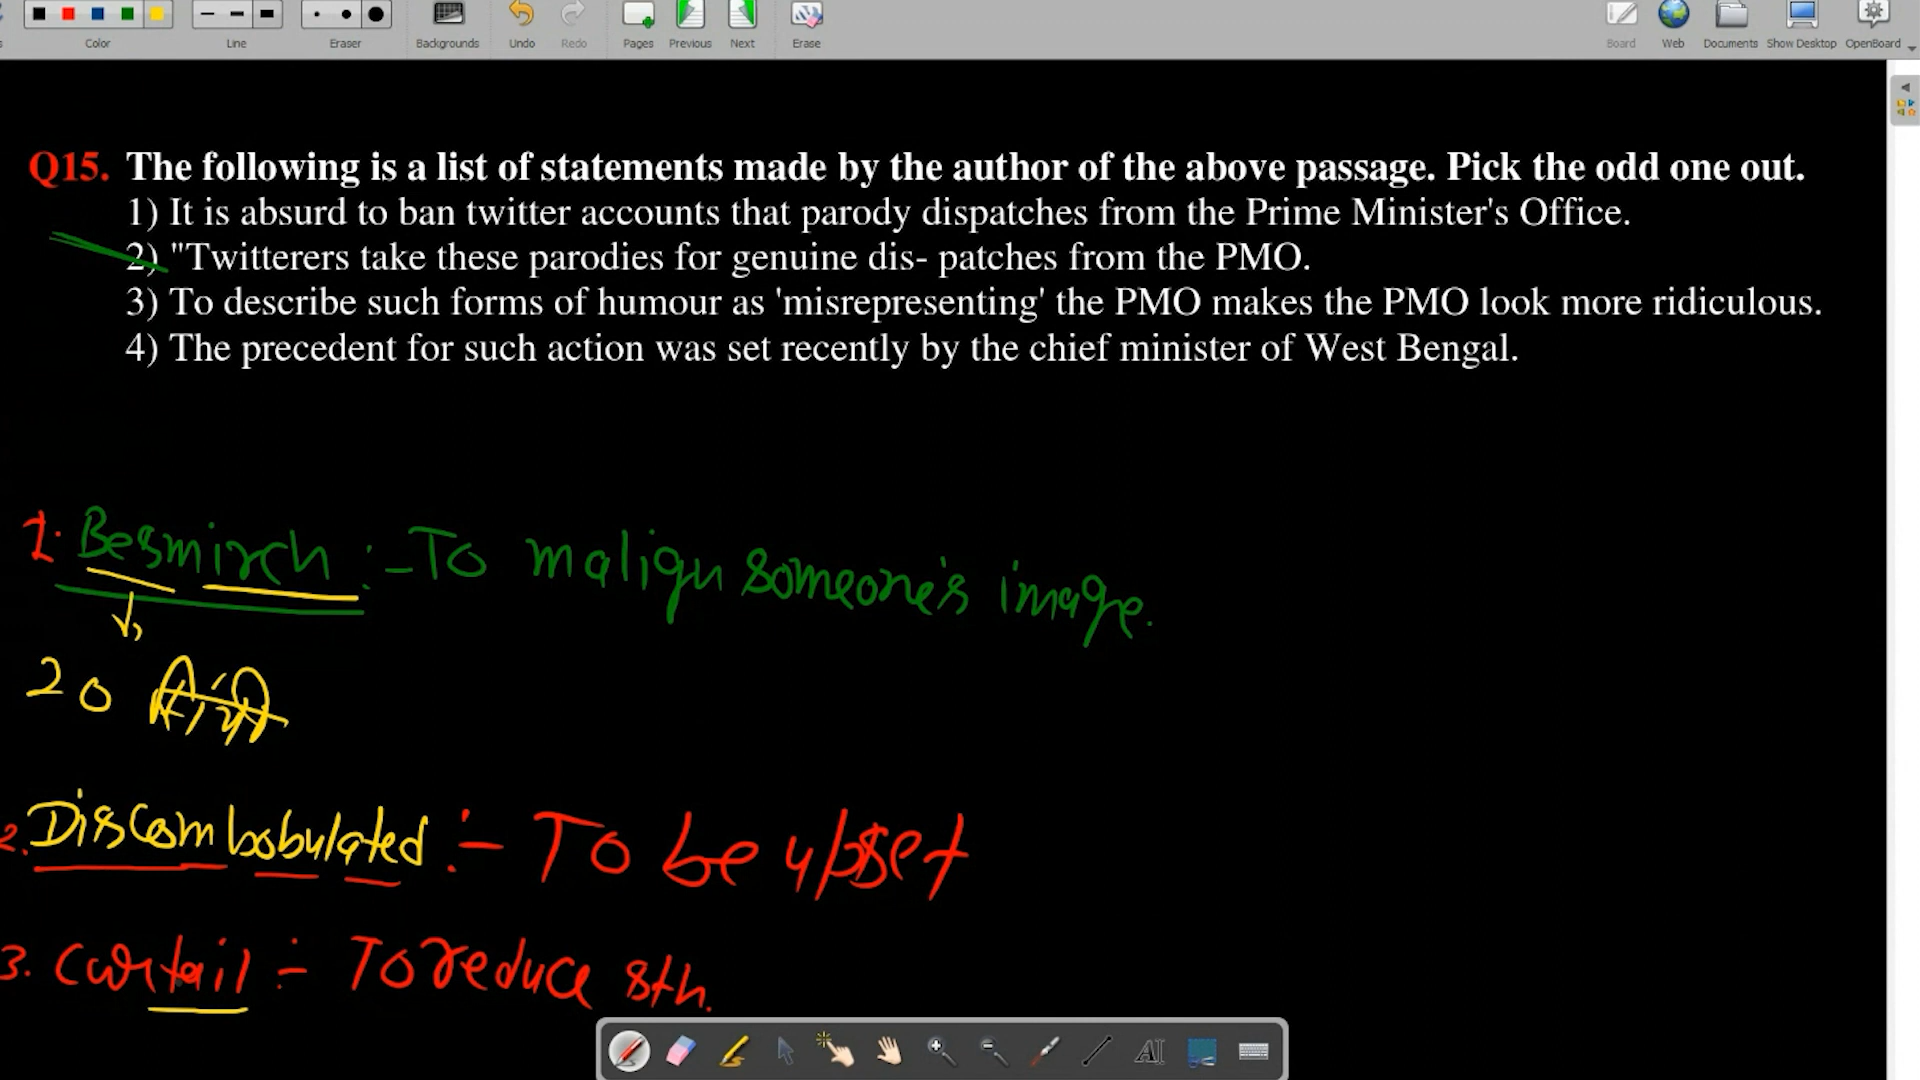 Color
Line
Eraser
Backgrounds
Undo
Redo
Pages
Previous
Next
Erase
Board
Web
Documents
Show Desktop
OpenBoard
Q15. The following is a list of statements made by the author of the above passage. Pick the odd one out.
1) It is absurd to ban twitter accounts that parody dispatches from the Prime Minister's Office.
2) "Twitterers take these parodies for genuine dis- patches from the PMO.
3) To describe such forms of humour as 'misrepresenting' the PMO makes the PMO look more ridiculous.
4) The precedent for such action was set recently by the chief minister of West Bengal.
1. Besmirch :- To malign someone's image.
20
2. Discombobulated :- To be upset
3. Curtail :- To reduce sth.